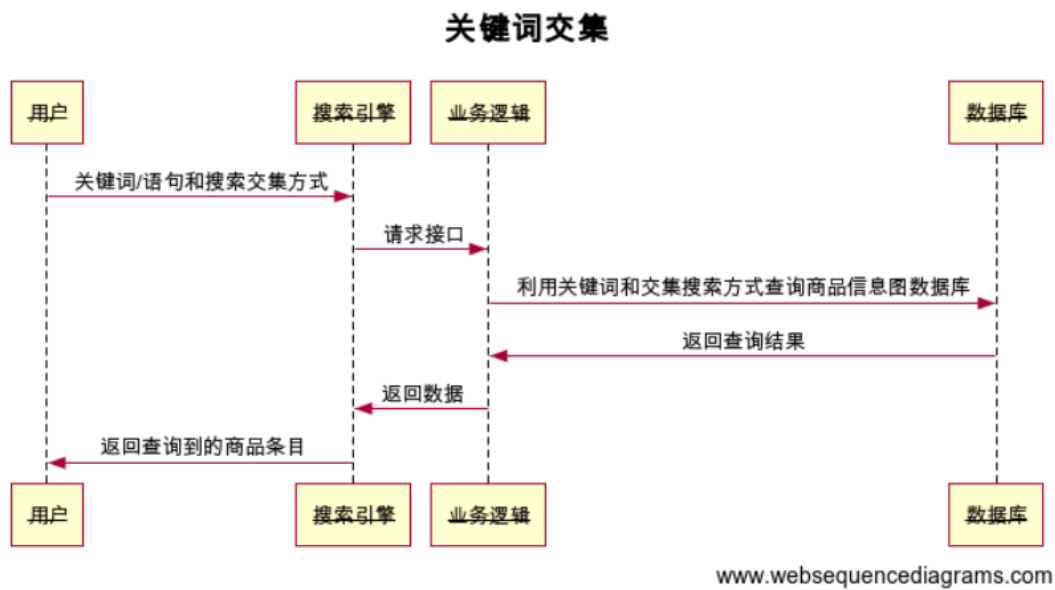 关键词交集
用户 搜索引擎 业务逻辑 数据库
关键词/语句和搜索交集方式
请求接口
利用关键词和交集搜索方式查询商品信息图数据库
返回查询结果
返回数据
返回查询到的商品条目
用户 搜索引擎 业务逻辑 数据库
www.websequencediagrams.com